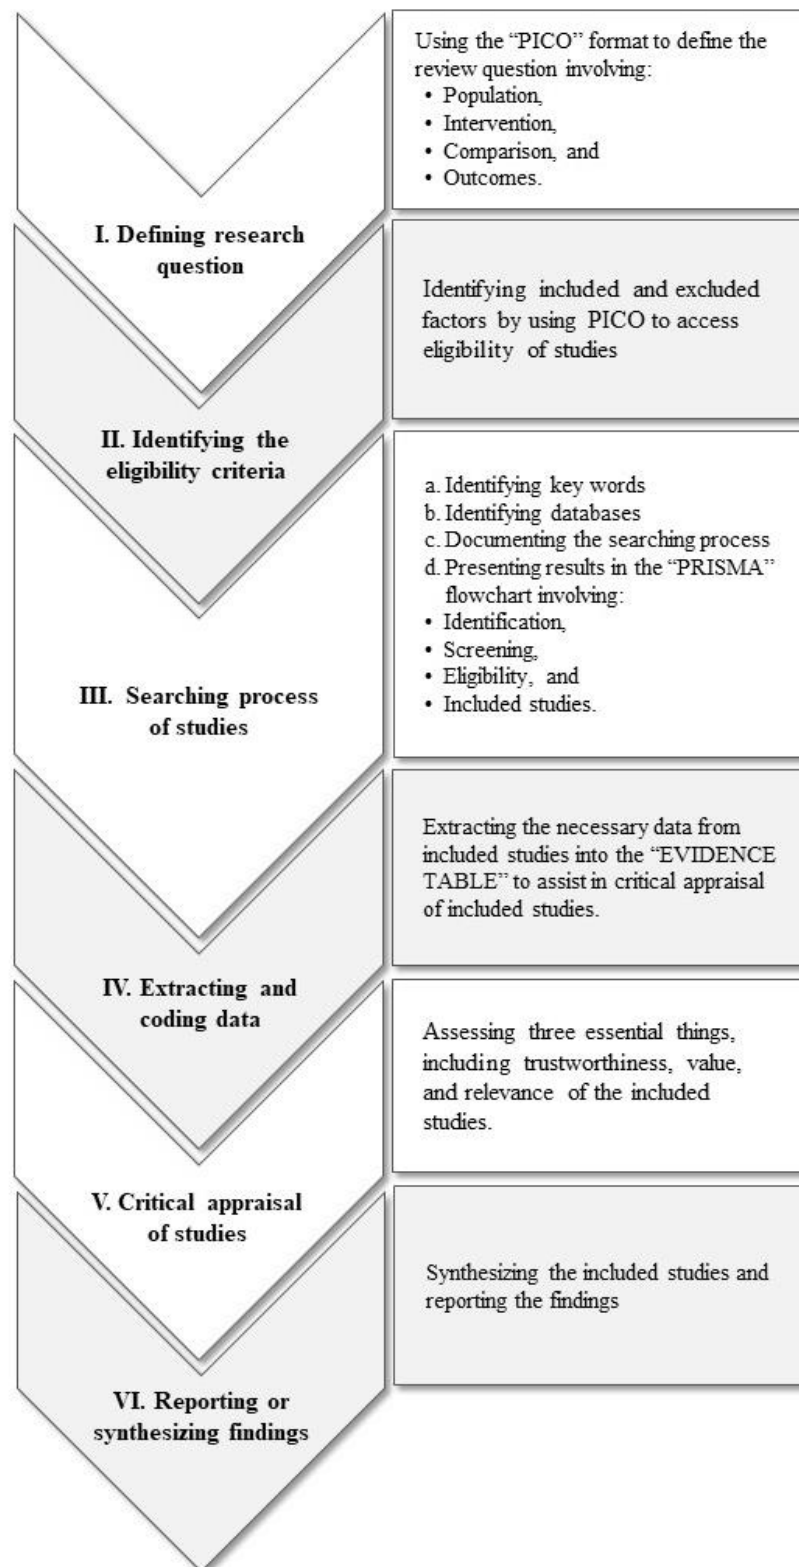 Using the “PICO” format to define the
review question involving:
• Population,
• Intervention,
• Comparison, and
• Outcomes.
I. Defining research
question
Identifying included and excluded
factors by using PICO to access
eligibility of studies
II. Identifying the
eligibility criteria
a. Identifying key words
b. Identifying databases
c. Documenting the searching process
d. Presenting results in the “PRISMA”
flowchart involving:
• Identification,
• Screening,
• Eligibility, and
• Included studies.
III. Searching process
of studies
Extracting the necessary data from
included studies into the “EVIDENCE
TABLE” to assist in critical appraisal
of included studies.
IV. Extracting and
coding data
Assessing three essential things,
including trustworthiness, value,
and relevance of the included
studies.
V. Critical appraisal
of studies
Synthesizing the included studies and
reporting the findings
VI. Reporting or
synthesizing findings